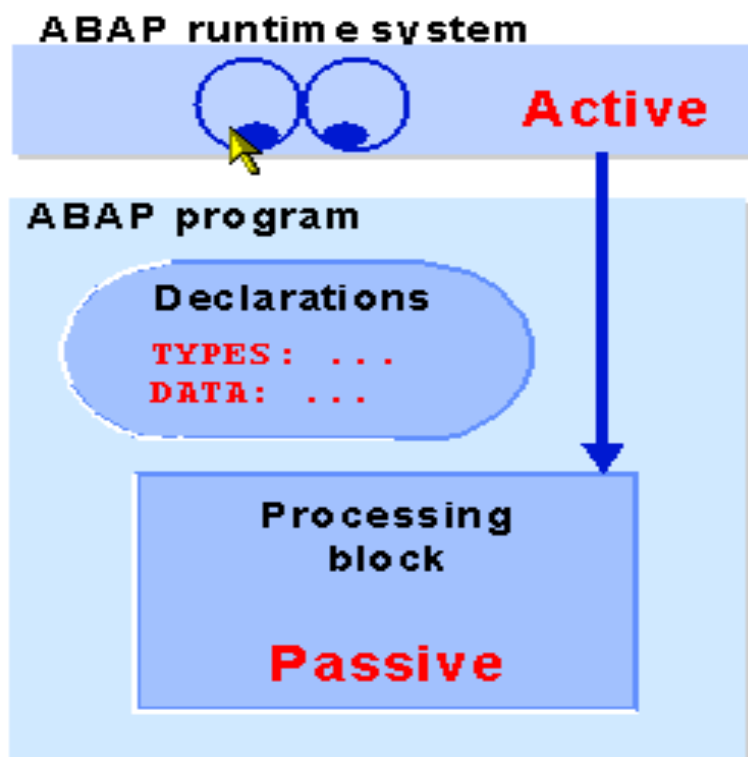 ABAP runtime system
Active
ABAP program
Declarations
TYPES: ...
DATA: ...
Processing
block
Passive